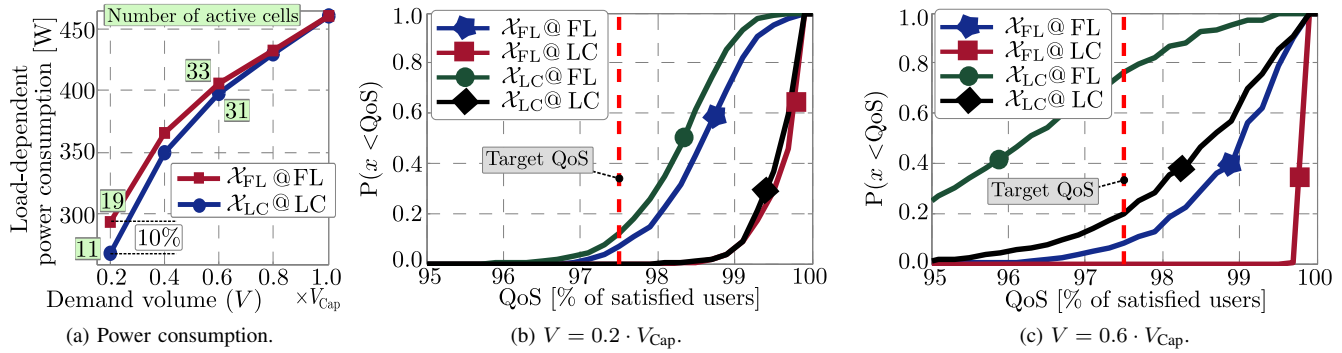 Load-dependent
power consumption [W]
450
400
350
300
Number of active cells
33
31
19
11
10%
𝒳FL @ FL
𝒳LC @ LC
0.2 0.4 0.6 0.8 1.0
Demand volume (V) ×VCap
(a) Power consumption.
P(x <QoS)
1.0
0.8
0.6
0.4
0.2
0.0
𝒳FL @ FL
𝒳FL @ LC
𝒳LC @ FL
𝒳LC @ LC
Target QoS
95 96 97 98 99 100
QoS [% of satisfied users]
(b) V = 0.2 · VCap.
P(x <QoS)
1.0
0.8
0.6
0.4
0.2
0.0
𝒳FL @ FL
𝒳FL @ LC
𝒳LC @ FL
𝒳LC @ LC
Target QoS
95 96 97 98 99 100
QoS [% of satisfied users]
(c) V = 0.6 · VCap.